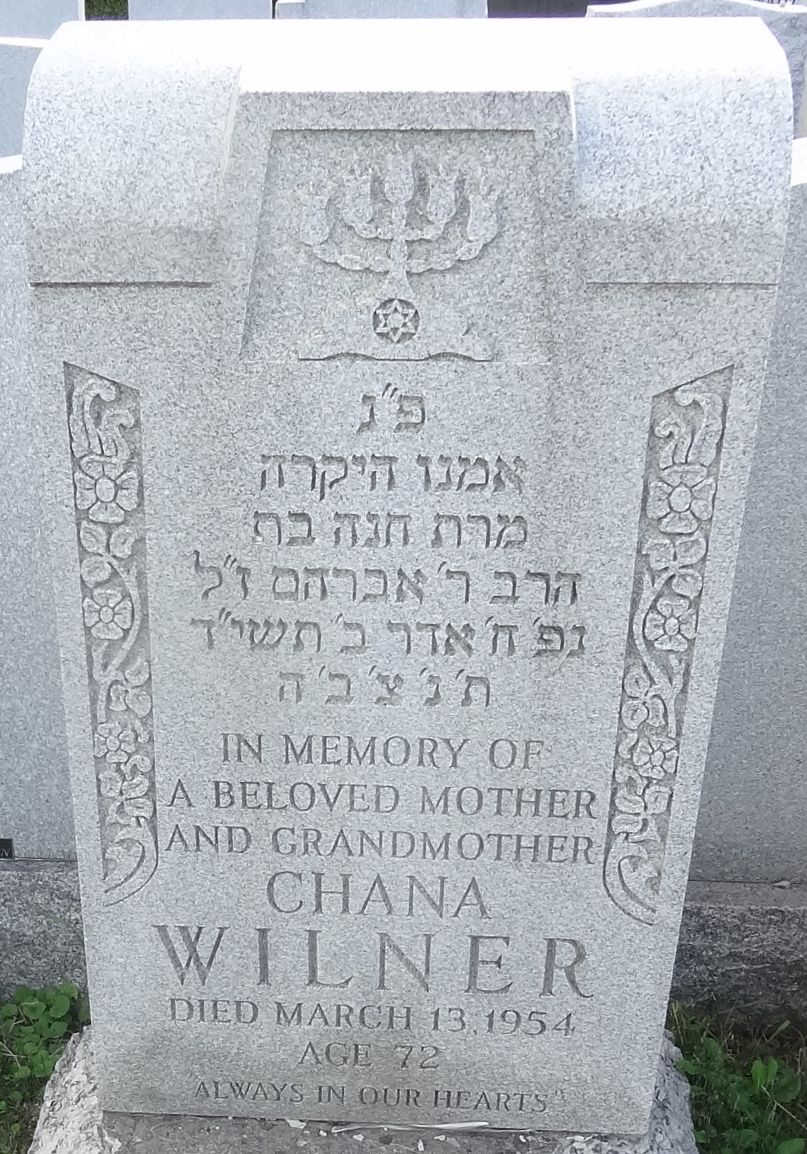 פ״נ
אמנו היקרה
מרת חנה בת
הרב ר׳ אברהם ז״ל
נפ׳ ח׳ אדר ב׳ תשי״ד
ת׳ נ׳ צ׳ ב׳ ה
IN MEMORY OF
A BELOVED MOTHER
AND GRANDMOTHER
CHANA
WILNER
DIED MARCH 13, 1954
AGE 72
"ALWAYS IN OUR HEARTS"